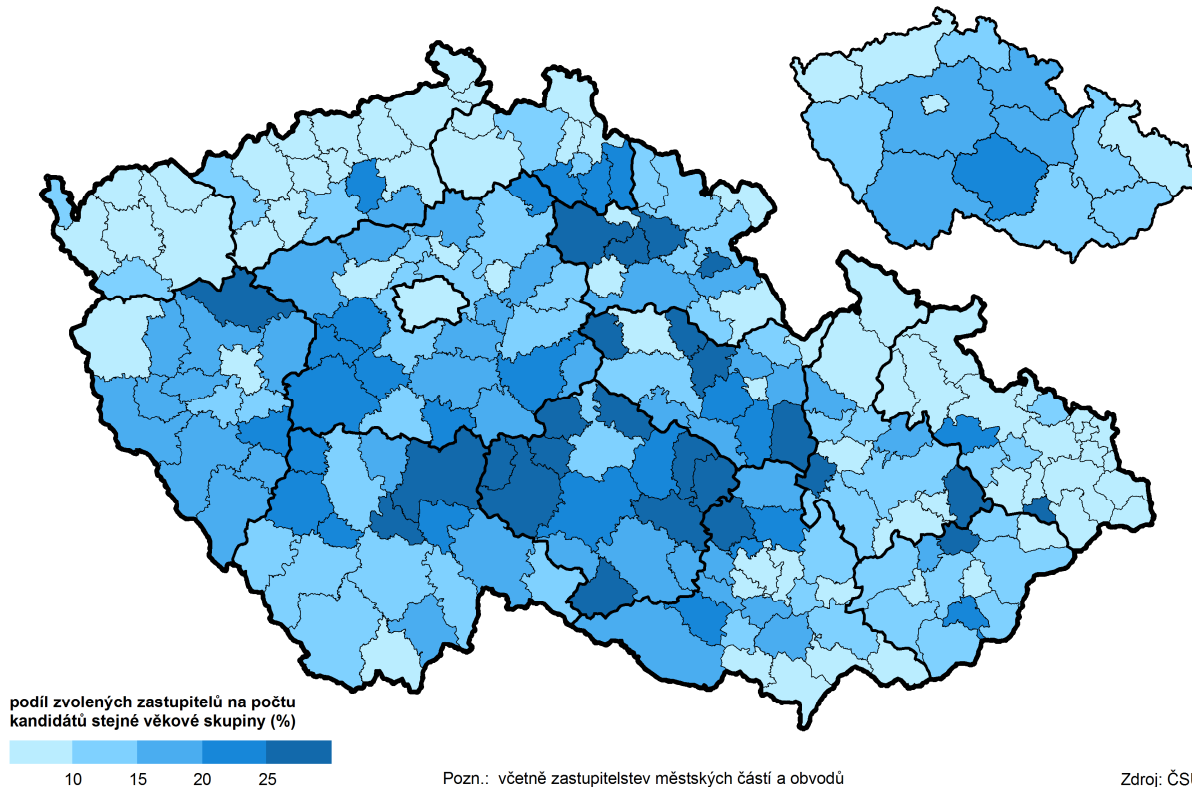 podíl zvolených zastupitelů na počtu
kandidátů stejné věkové skupiny (%)
10 15 20 25
Pozn.: včetně zastupitelstev městských částí a obvodů
Zdroj: ČSÚ